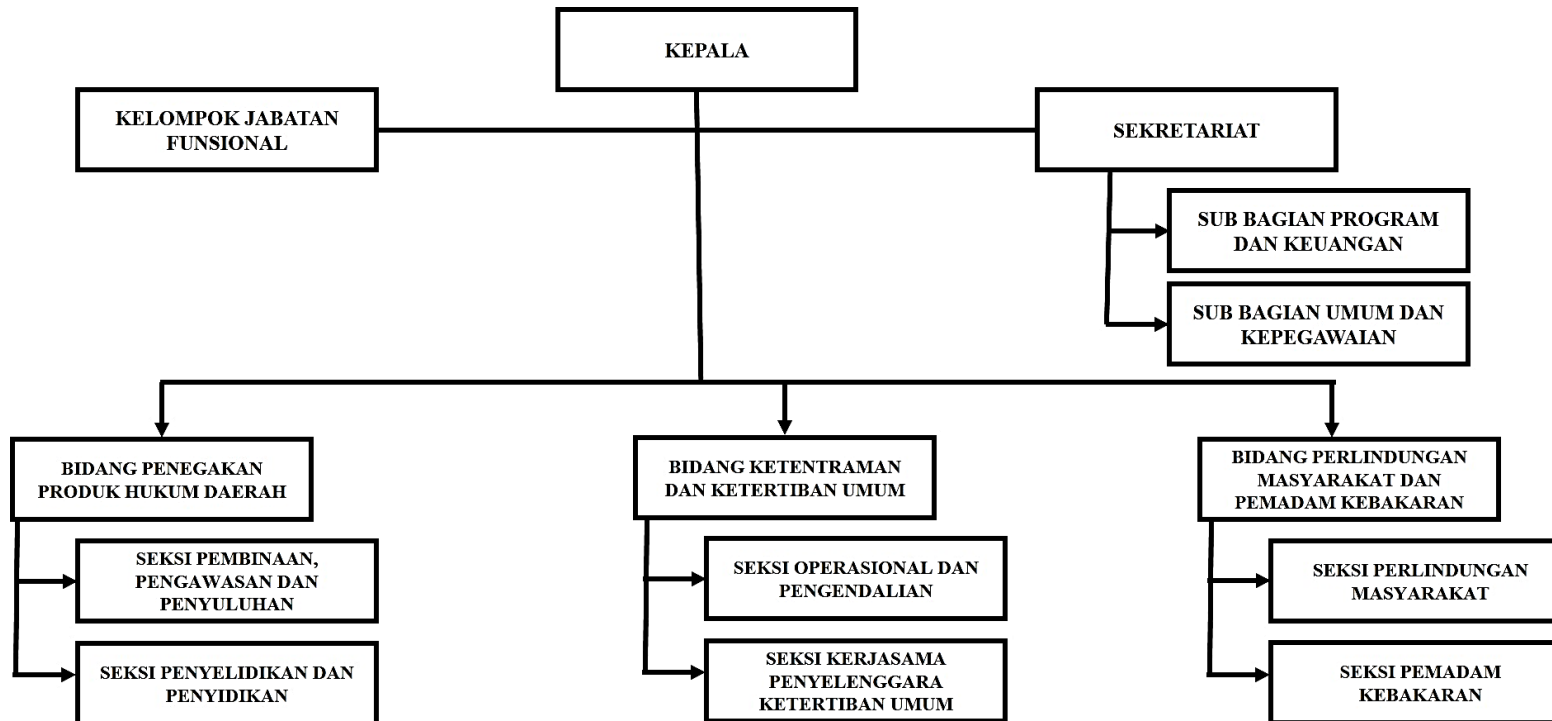 KEPALA
KELOMPOK JABATAN
FUNSIONAL
SEKRETARIAT
SUB BAGIAN PROGRAM
DAN KEUANGAN
SUB BAGIAN UMUM DAN
KEPEGAWAIAN
BIDANG PENEGAKAN
PRODUK HUKUM DAERAH
SEKSI PEMBINAAN,
PENGAWASAN DAN
PENYULUHAN
SEKSI PENYELIDIKAN DAN
PENYIDIKAN
BIDANG KETENTRAMAN
DAN KETERTIBAN UMUM
SEKSI OPERASIONAL DAN
PENGENDALIAN
SEKSI KERJASAMA
PENYELENGGARA
KETERTIBAN UMUM
BIDANG PERLINDUNGAN
MASYARAKAT DAN
PEMADAM KEBAKARAN
SEKSI PERLINDUNGAN
MASYARAKAT
SEKSI PEMADAM
KEBAKARAN